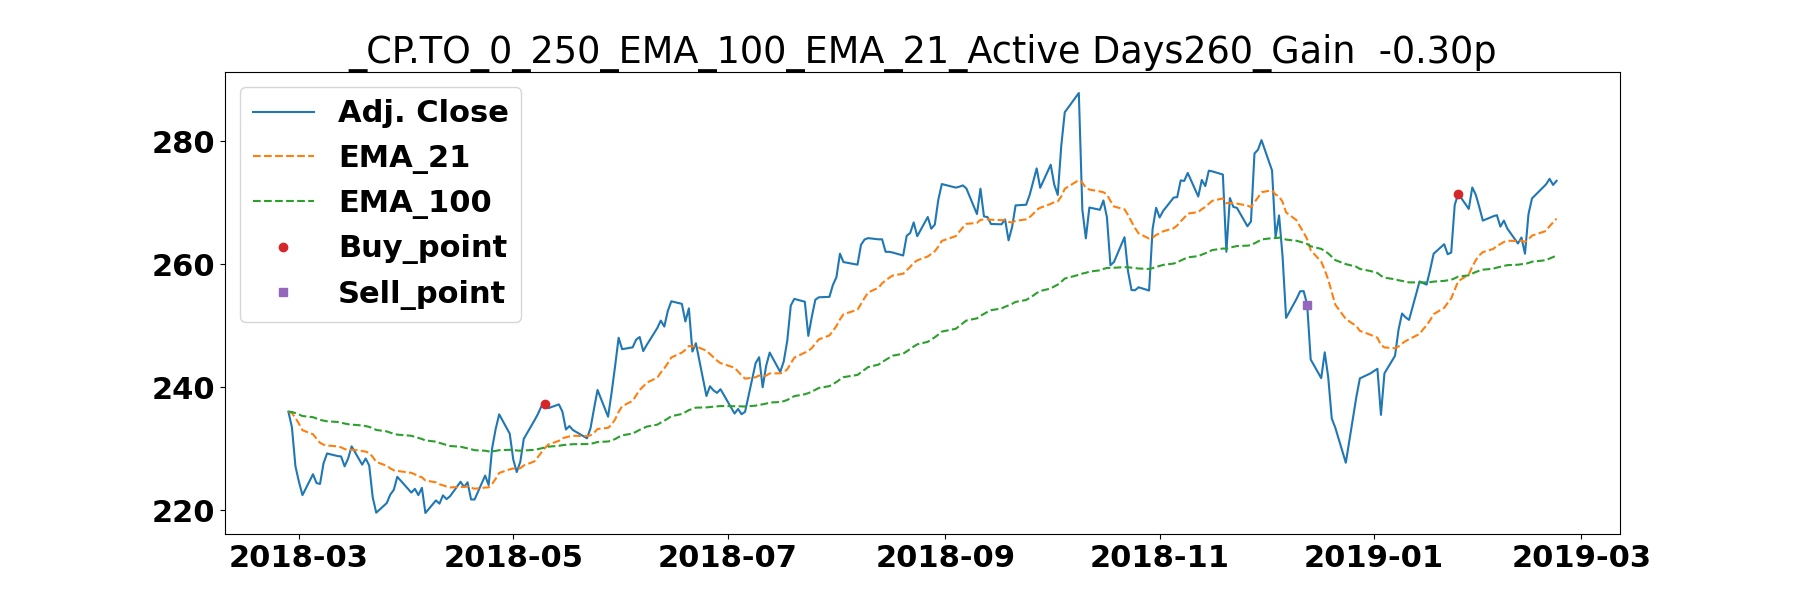 _CP.TO_0_250_EMA_100_EMA_21_Active Days260_Gain  -0.30p
Adj. Close
EMA_21
EMA_100
Buy_point
Sell_point
280
260
240
220
2018-03 2018-05 2018-07 2018-09 2018-11 2019-01 2019-03